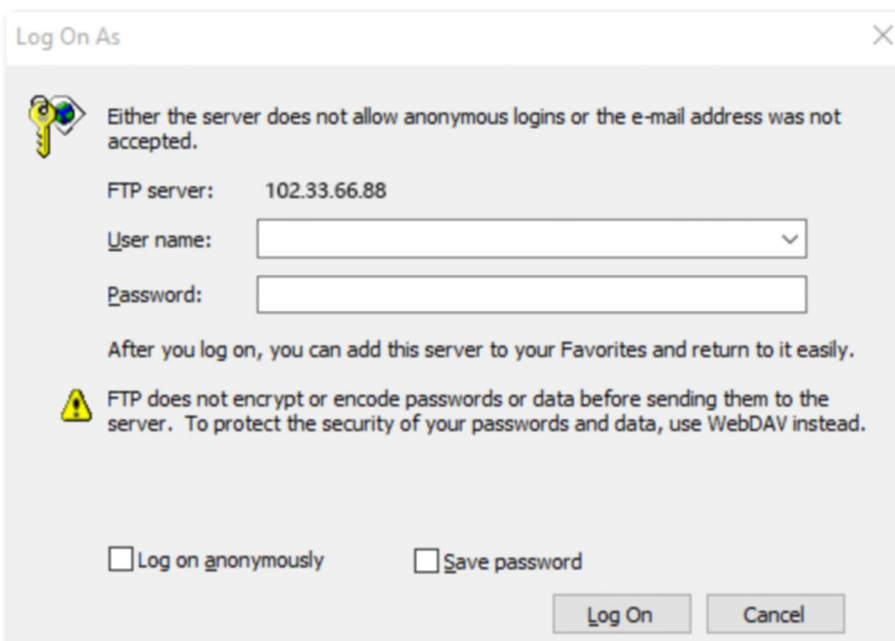 Log On As
Either the server does not allow anonymous logins or the e-mail address was not
accepted.
FTP server: 102.33.66.88
User name:
Password:
After you log on, you can add this server to your Favorites and return to it easily.
FTP does not encrypt or encode passwords or data before sending them to the
server. To protect the security of your passwords and data, use WebDAV instead.
Log on anonymously Save password
Log On Cancel